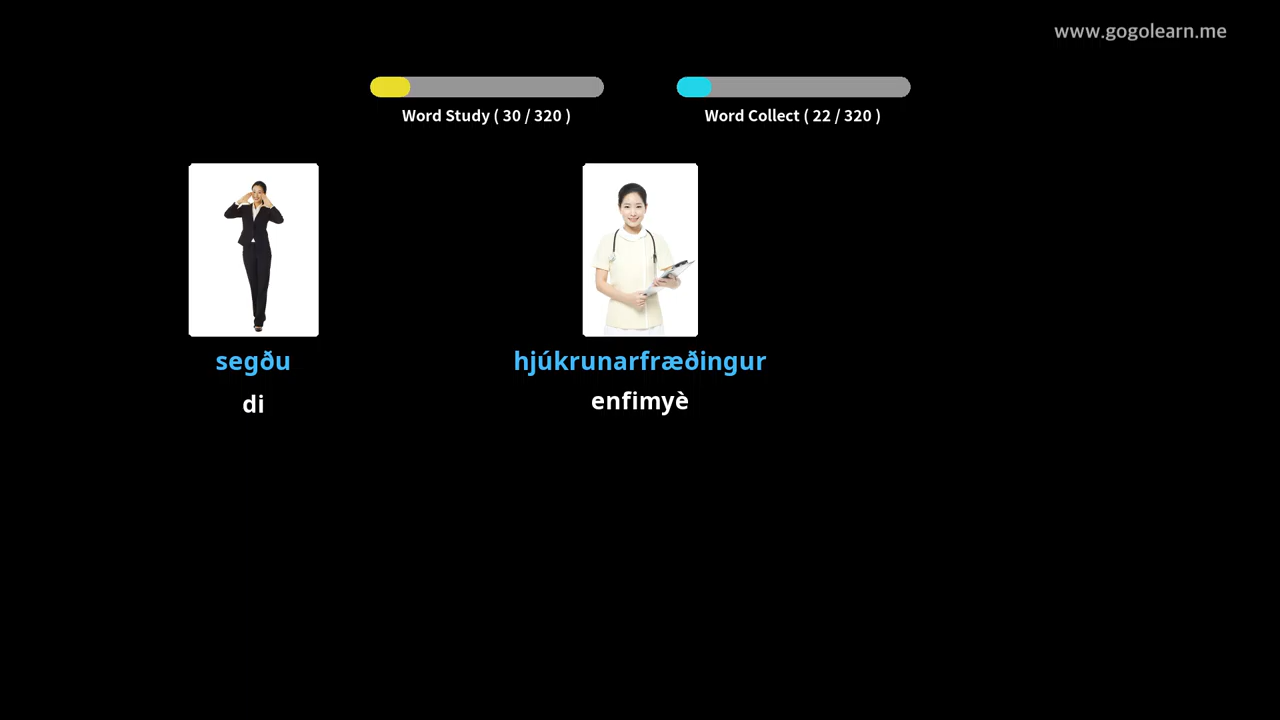 www.gogolearn.me
Word Study ( 30 / 320 )
Word Collect ( 22 / 320 )
segðu
di
hjúkrunarfræðingur
enfimyè